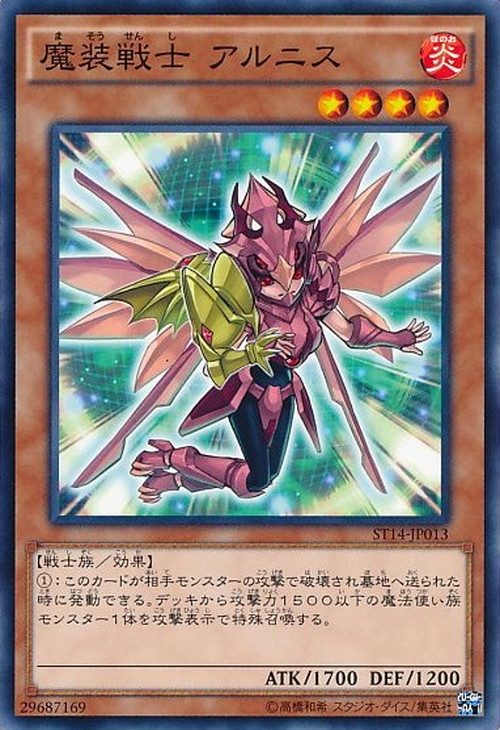 魔装戦士 アルニス
炎
ST14-JP013
【戦士族/効果】
①:このカードが相手モンスターの攻撃で破壊され墓地へ送られた
時に発動できる。デッキから攻撃力1500以下の魔法使い族
モンスター1体を攻撃表示で特殊召喚する。
ATK/1700 DEF/1200
29687169
©高橋和希 スタジオ・ダイス/集英社